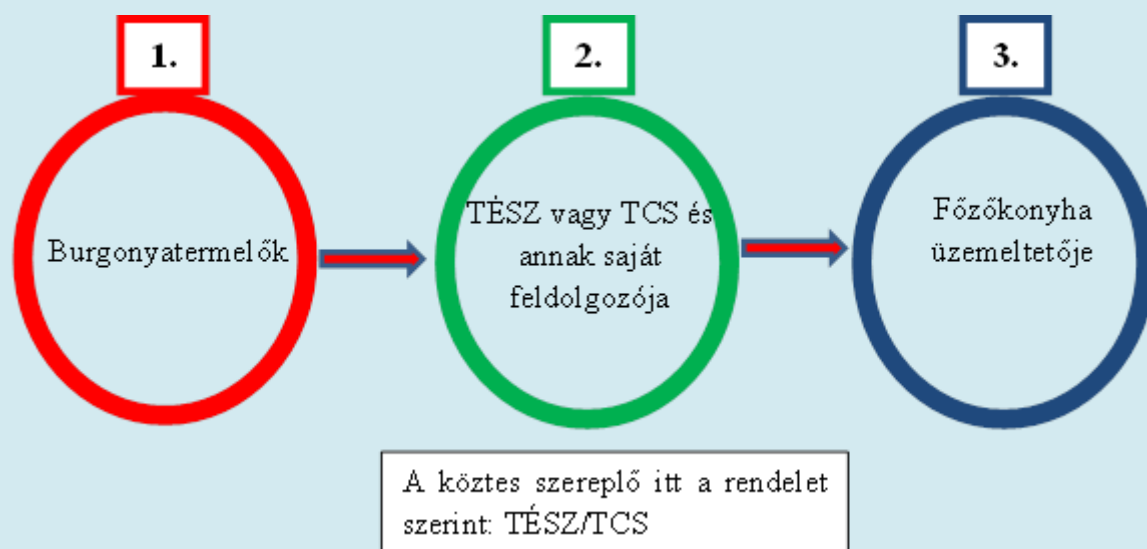 1.
2.
3.
Burgonyatermelők
TÉSZ vagy TCS és
annak saját
feldolgozója
Főzőkonyha
üzemeltetője
A köztes szereplő itt a rendelet
szerint: TÉSZ/TCS